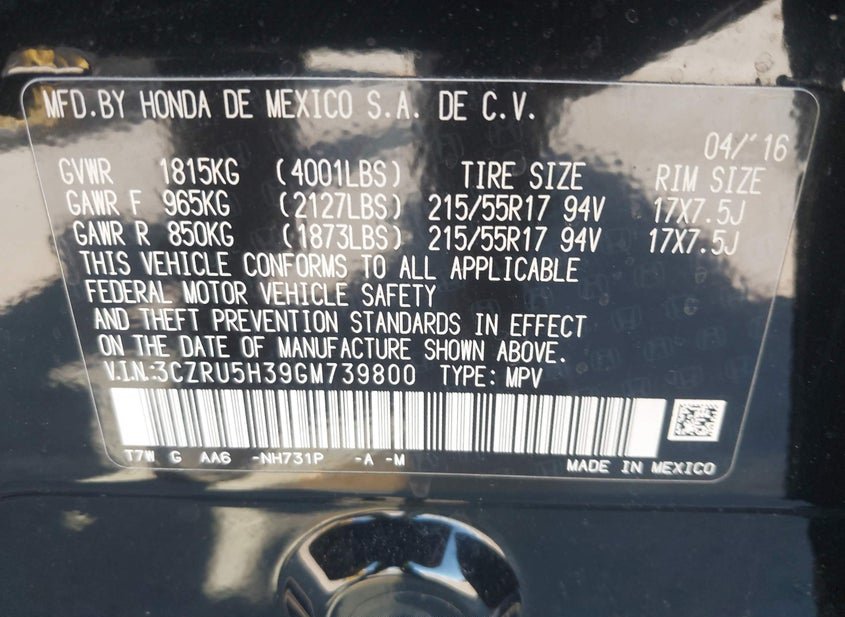 MFD.BY HONDA DE MEXICO S.A. DE C.V.
04/'16
GVWR 1815KG (4001LBS) TIRE SIZE RIM SIZE
GAWR F 965KG (2127LBS) 215/55R17 94V 17X7.5J
GAWR R 850KG (1873LBS) 215/55R17 94V 17X7.5J
THIS VEHICLE CONFORMS TO ALL APPLICABLE
FEDERAL MOTOR VEHICLE SAFETY
AND THEFT PREVENTION STANDARDS IN EFFECT
ON THE DATE OF MANUFACTURE SHOWN ABOVE.
V.I.N.:3CZRU5H39GM739800 TYPE: MPV
T7W G AA6 -NH731P -A -M
MADE IN MEXICO